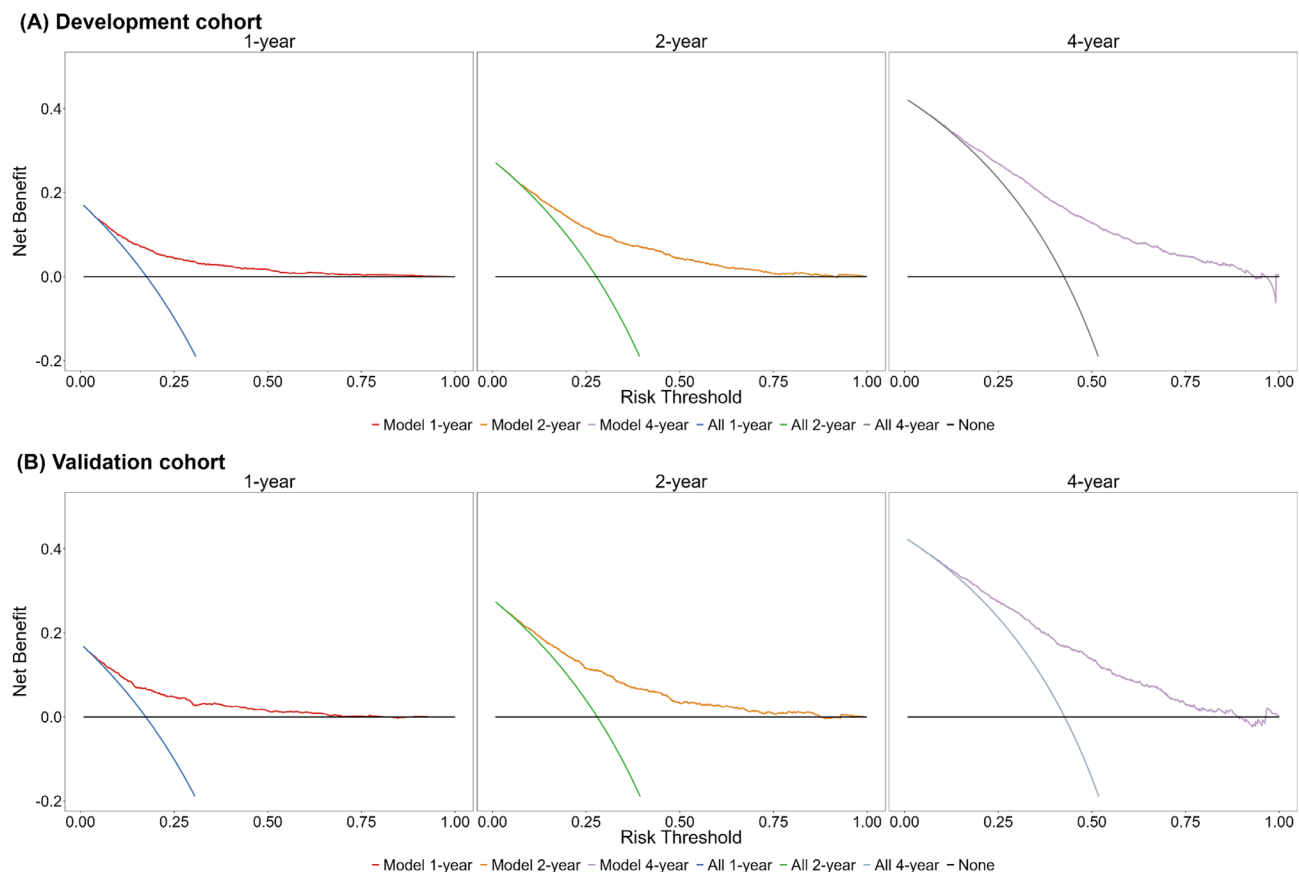 (A) Development cohort
1-year 2-year 4-year
Net Benefit
0.4
0.2
0.0
-0.2
0.00 0.25 0.50 0.75 1.00 0.00 0.25 0.50 0.75 1.00 0.00 0.25 0.50 0.75 1.00
Risk Threshold
Model 1-year Model 2-year Model 4-year All 1-year All 2-year All 4-year None
(B) Validation cohort
1-year 2-year 4-year
Net Benefit
0.4
0.2
0.0
-0.2
0.00 0.25 0.50 0.75 1.00 0.00 0.25 0.50 0.75 1.00 0.00 0.25 0.50 0.75 1.00
Risk Threshold
Model 1-year Model 2-year Model 4-year All 1-year All 2-year All 4-year None